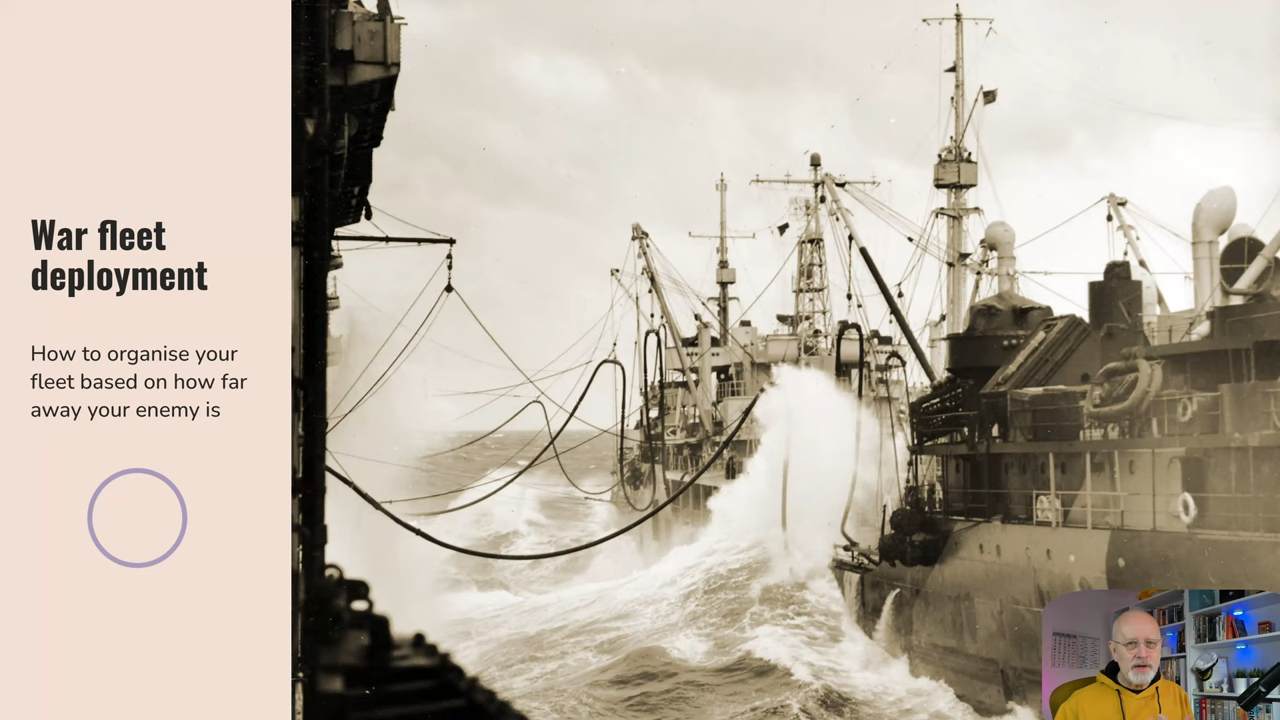 War fleet
deployment
How to organise your
fleet based on how far
away your enemy is